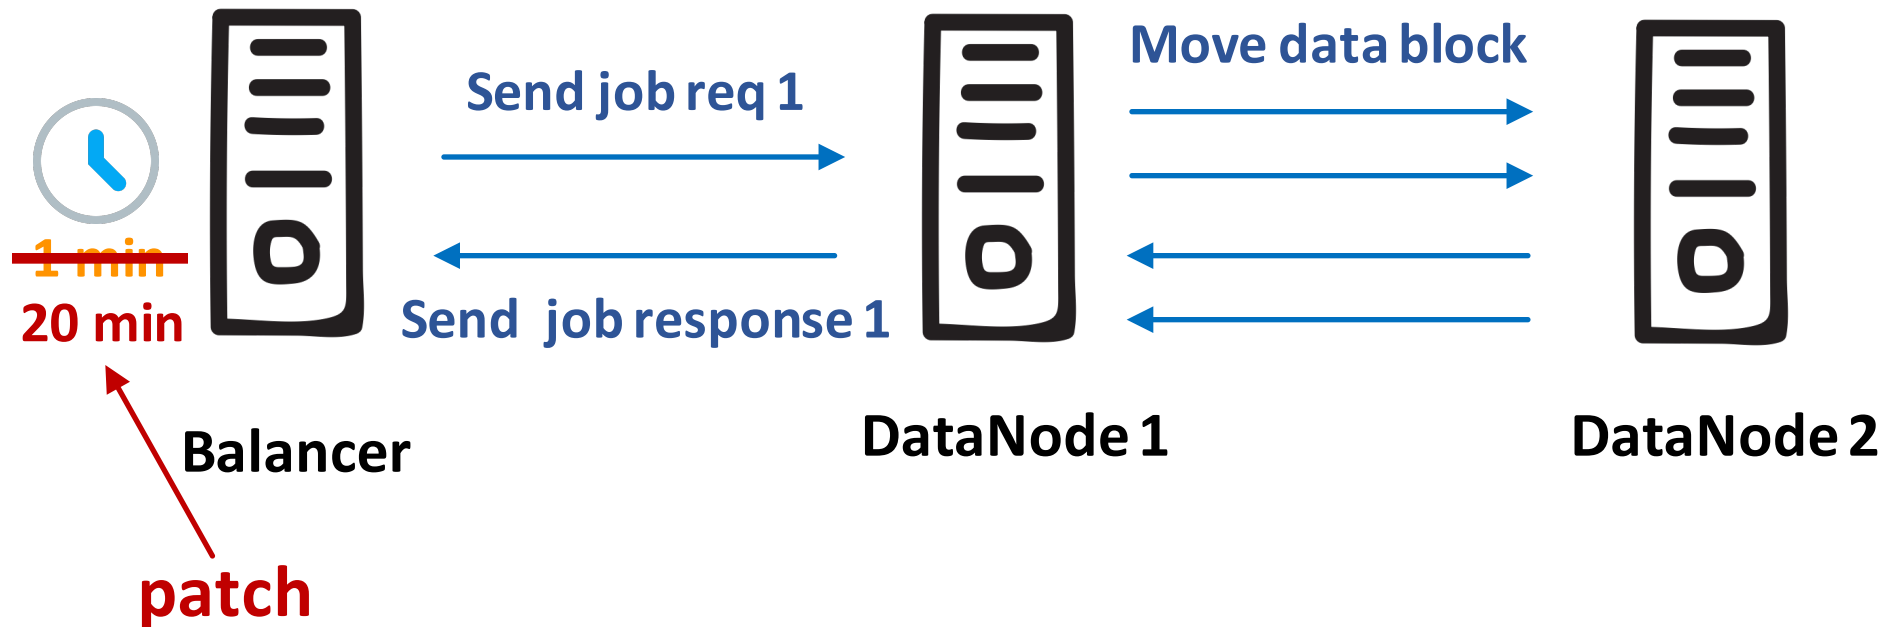 Move data block
Send job req 1
1 min
20 min
Send job response 1
Balancer
DataNode 1
DataNode 2
patch